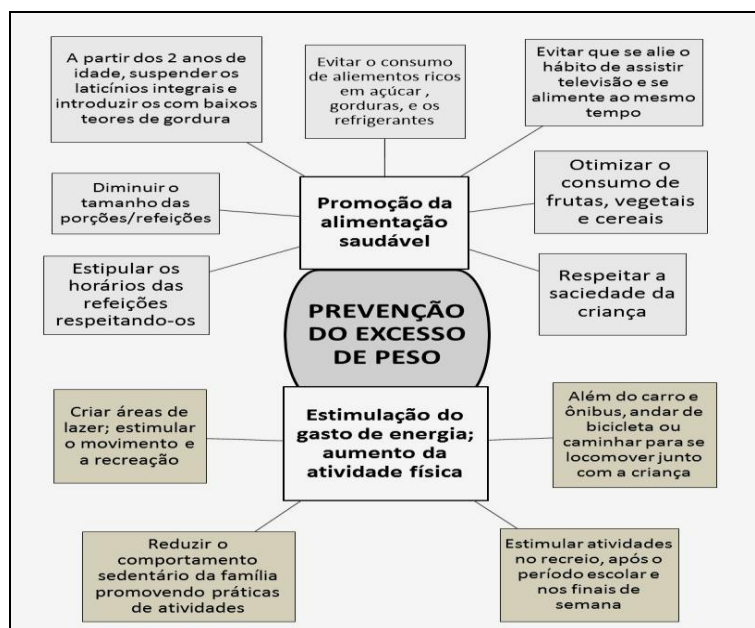 A partir dos 2 anos de
idade, suspender os
laticínios integrais e
introduzir os com baixos
teores de gordura
Evitar o consumo
de aliementos ricos
em açúcar ,
gorduras, e os
refrigerantes
Evitar que se alie o
hábito de assistir
televisão e se
alimente ao mesmo
tempo
Diminuir o
tamanho das
porções/refeições
Promoção da
alimentação
saudável
Otimizar o
consumo de
frutas, vegetais
e cereais
Estipular os
horários das
refeições
respeitando-os
Respeitar a
saciedade da
criança
PREVENÇÃO
DO EXCESSO
DE PESO
Criar áreas de
lazer; estimular
o movimento e
a recreação
Estimulação do
gasto de energia;
aumento da
atividade física
Além do carro e
ônibus, andar de
bicicleta ou
caminhar para se
locomover junto
com a criança
Reduzir o
comportamento
sedentário da família
promovendo práticas
de atividades
Estimular atividades
no recreio, após o
período escolar e
nos finais de
semana